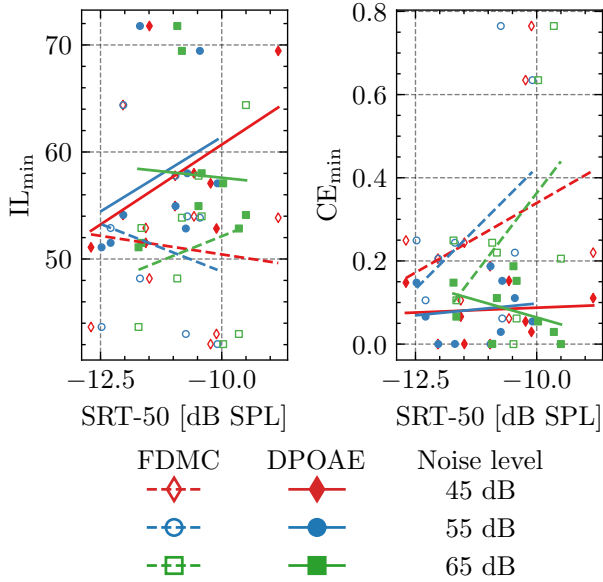 IL_min
70
60
50
−12.5
−10.0
SRT-50 [dB SPL]
CE_min
0.8
0.6
0.4
0.2
0.0
−12.5
−10.0
SRT-50 [dB SPL]
FDMC DPOAE Noise level
45 dB
55 dB
65 dB